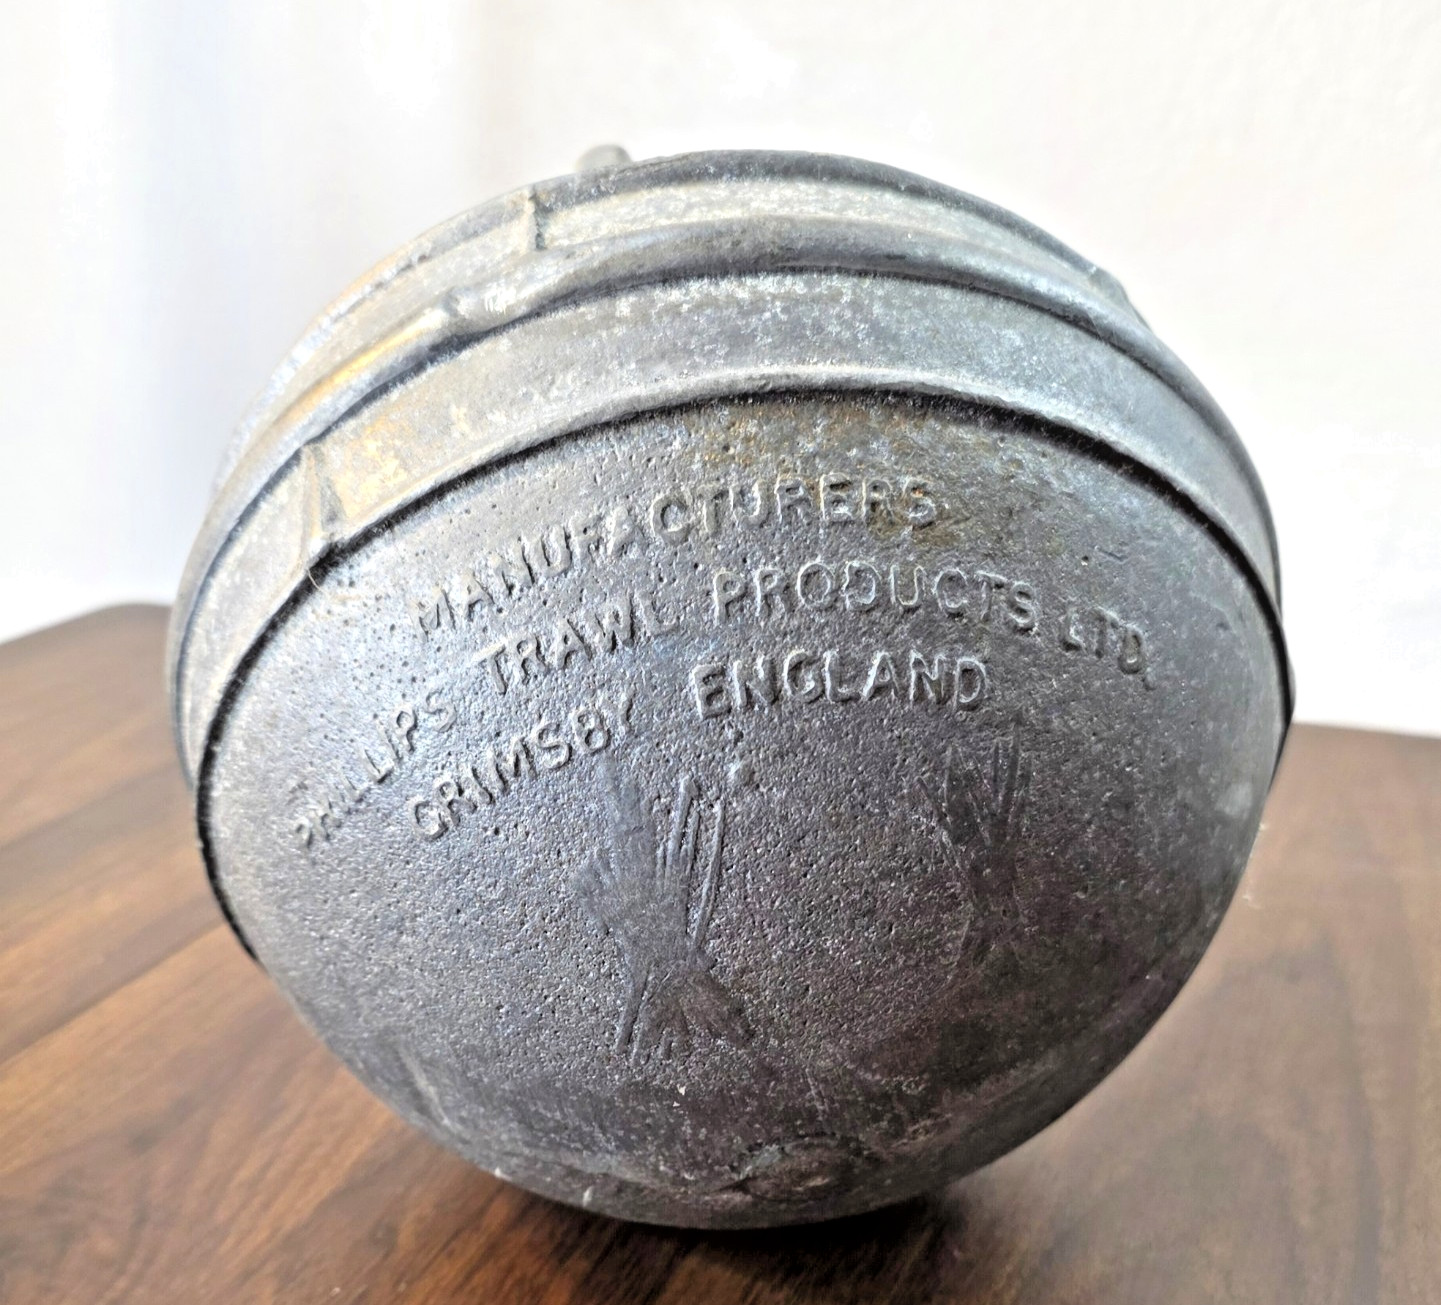 MANUFACTURERS
PHILLIPS TRAWL PRODUCTS LTD.
GRIMSBY ENGLAND